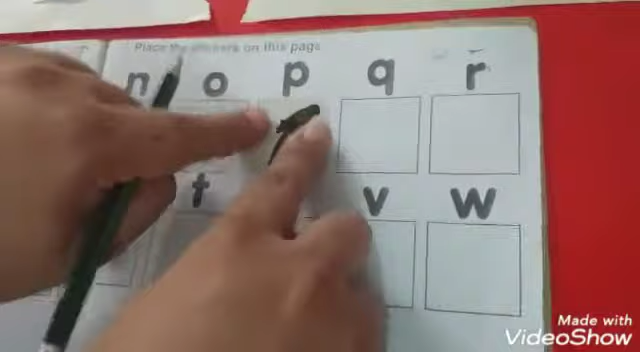 Place the stickers on this page
n o p q r
t v w
Made with
VideoShow